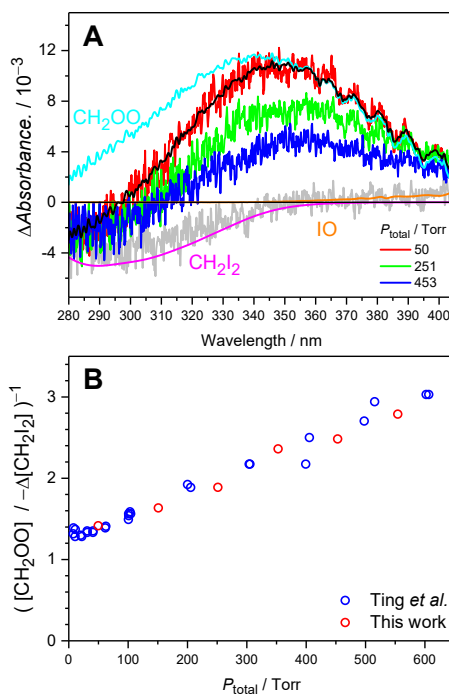 A
12
8
4
0
-4
ΔAbsorbance. / 10⁻³
CH₂OO
CH₂I₂
IO
P_total / Torr
50
251
453
280 290 300 310 320 330 340 350 360 370 380 390 400
Wavelength / nm
B
3
2
1
0
( [CH₂OO] / −Δ[CH₂I₂] )⁻¹
Ting et al.
This work
0 100 200 300 400 500 600
P_total / Torr